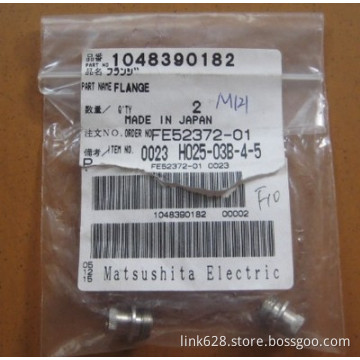 品番 PART NO 1048390182
品名 フランジ
PART NAME FLANGE
M121
数量/Q'TY 2
MADE IN JAPAN
注文NO. ORDER NO. FE52372-01
備考/ITEM NO. 0023 H025-03B-4-5
FE52372-01 0023
1048390182 00002
Matsushita Electric
link628.store.bossgoo.com